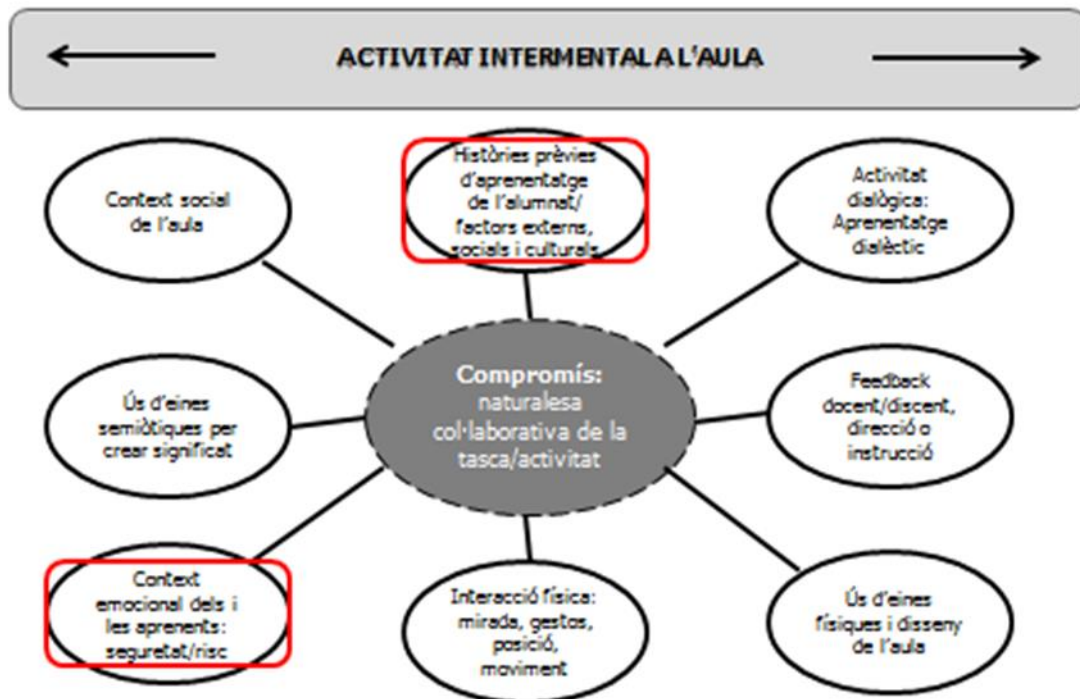 ACTIVITAT INTERMENTAL A L'AULA
Context social
de l'aula
Històries prèvies
d'aprenentatge
de l'alumnat/
factors externs,
socials i culturals
Activitat
dialògica:
Aprenentatge
dialèctic
Ús d'eines
semiòtiques per
crear significat
Compromís:
naturalesa
col·laborativa de la
tasca/activitat
Feedback
docent/discent,
direcció o
instrucció
Context
emocional dels i
les aprenents:
seguretat/risc
Interacció física:
mirada, gestos,
posició,
moviment
Ús d'eines
físiques i disseny
de l'aula